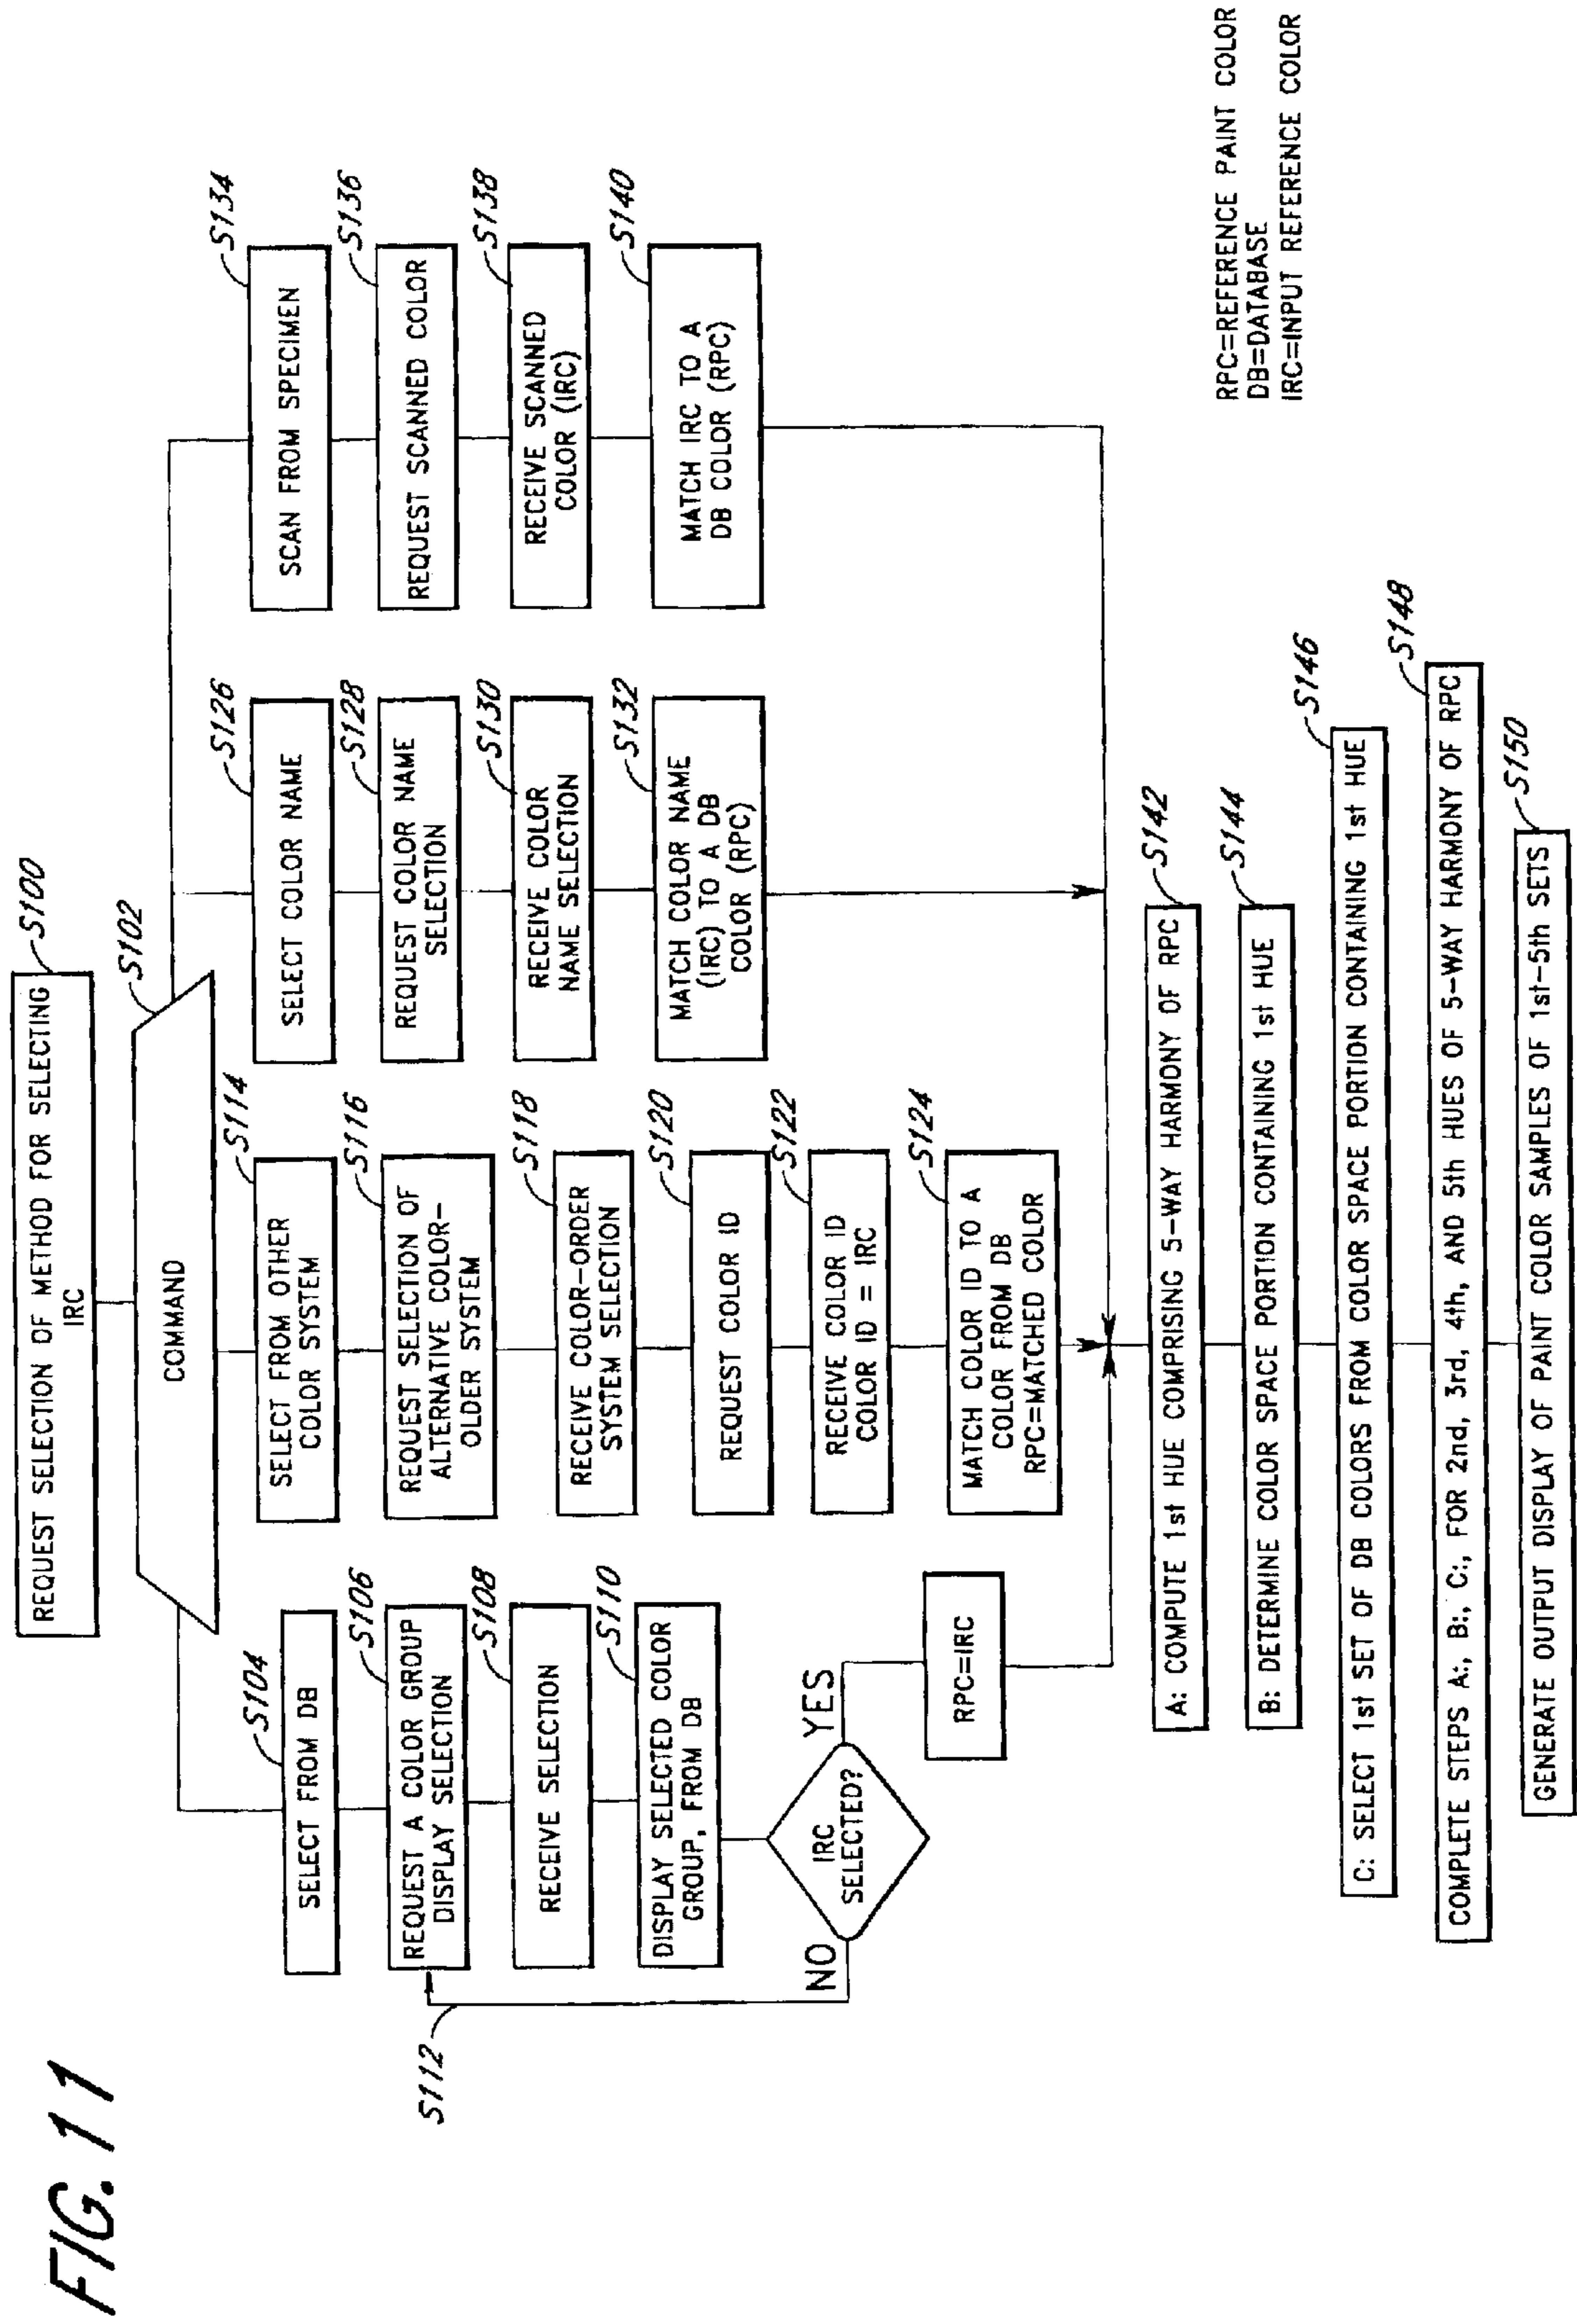 FIG. 11
REQUEST SELECTION OF METHOD FOR SELECTING
IRC
S100
COMMAND
S102
SELECT FROM DB
S104
REQUEST A COLOR GROUP
DISPLAY SELECTION
S106
RECEIVE SELECTION
S108
DISPLAY SELECTED COLOR
GROUP, FROM DB
S110
IRC
SELECTED?
NO
YES
S112
RPC=IRC
SELECT FROM OTHER
COLOR SYSTEM
S114
REQUEST SELECTION OF
ALTERNATIVE COLOR-
OLDER SYSTEM
S116
RECEIVE COLOR-ORDER
SYSTEM SELECTION
S118
REQUEST COLOR ID
S120
RECEIVE COLOR ID
COLOR ID = IRC
S122
MATCH COLOR ID TO A
COLOR FROM DB
RPC=MATCHED COLOR
S124
SELECT COLOR NAME
S126
REQUEST COLOR NAME
SELECTION
S128
RECEIVE COLOR
NAME SELECTION
S130
MATCH COLOR NAME
(IRC) TO A DB
COLOR (RPC)
S132
SCAN FROM SPECIMEN
S134
REQUEST SCANNED COLOR
S136
RECEIVE SCANNED
COLOR (IRC)
S138
MATCH IRC TO A
DB COLOR (RPC)
S140
A: COMPUTE 1st HUE COMPRISING 5-WAY HARMONY OF RPC
S142
B: DETERMINE COLOR SPACE PORTION CONTAINING 1st HUE
S144
C: SELECT 1st SET OF DB COLORS FROM COLOR SPACE PORTION CONTAINING 1st HUE
S146
COMPLETE STEPS A:, B:, C:, FOR 2nd, 3rd, 4th, AND 5th HUES OF 5-WAY HARMONY OF RPC
S148
GENERATE OUTPUT DISPLAY OF PAINT COLOR SAMPLES OF 1st-5th SETS
S150
RPC=REFERENCE PAINT COLOR
DB=DATABASE
IRC=INPUT REFERENCE COLOR